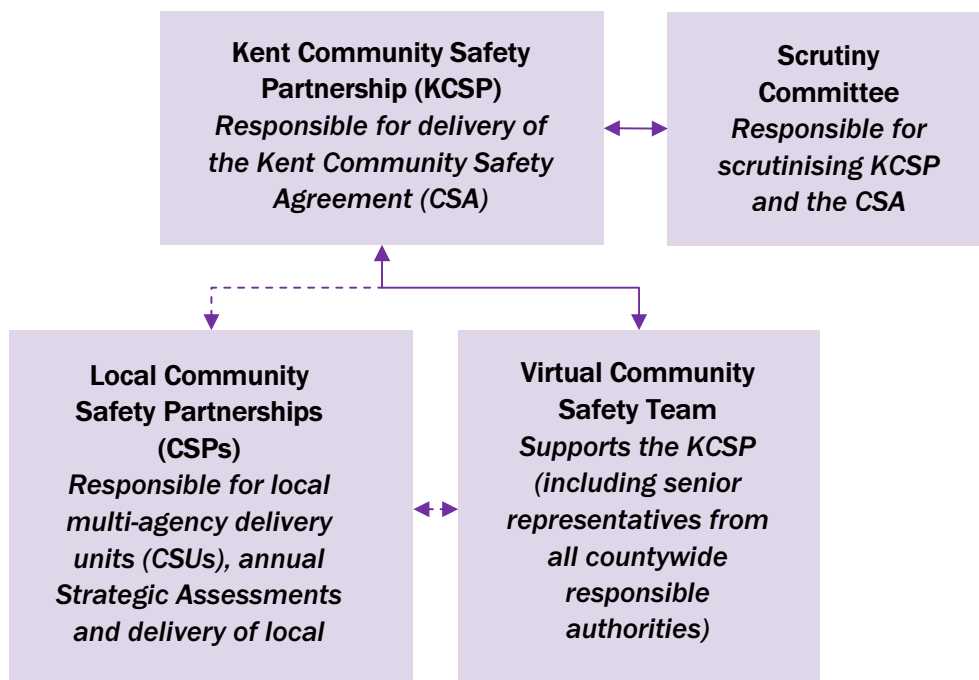 Kent Community Safety
Partnership (KCSP)
Responsible for delivery of
the Kent Community Safety
Agreement (CSA)
Scrutiny
Committee
Responsible for
scrutinising KCSP
and the CSA
Local Community
Safety Partnerships
(CSPs)
Responsible for local
multi-agency delivery
units (CSUs), annual
Strategic Assessments
and delivery of local
Virtual Community
Safety Team
Supports the KCSP
(including senior
representatives from
all countywide
responsible
authorities)